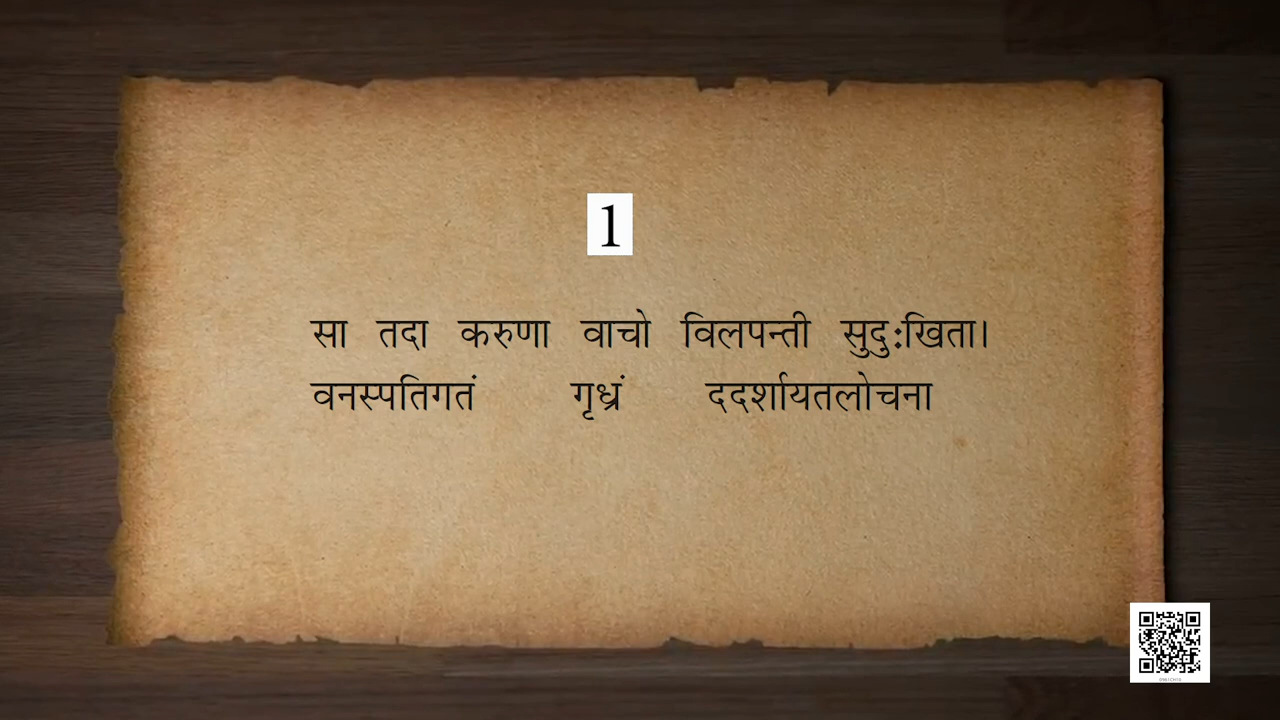 1
सा तदा करुणा वाचो विलपन्ती सुदुःखिता।
वनस्पतिगतं गृध्रं ददर्शायतलोचना